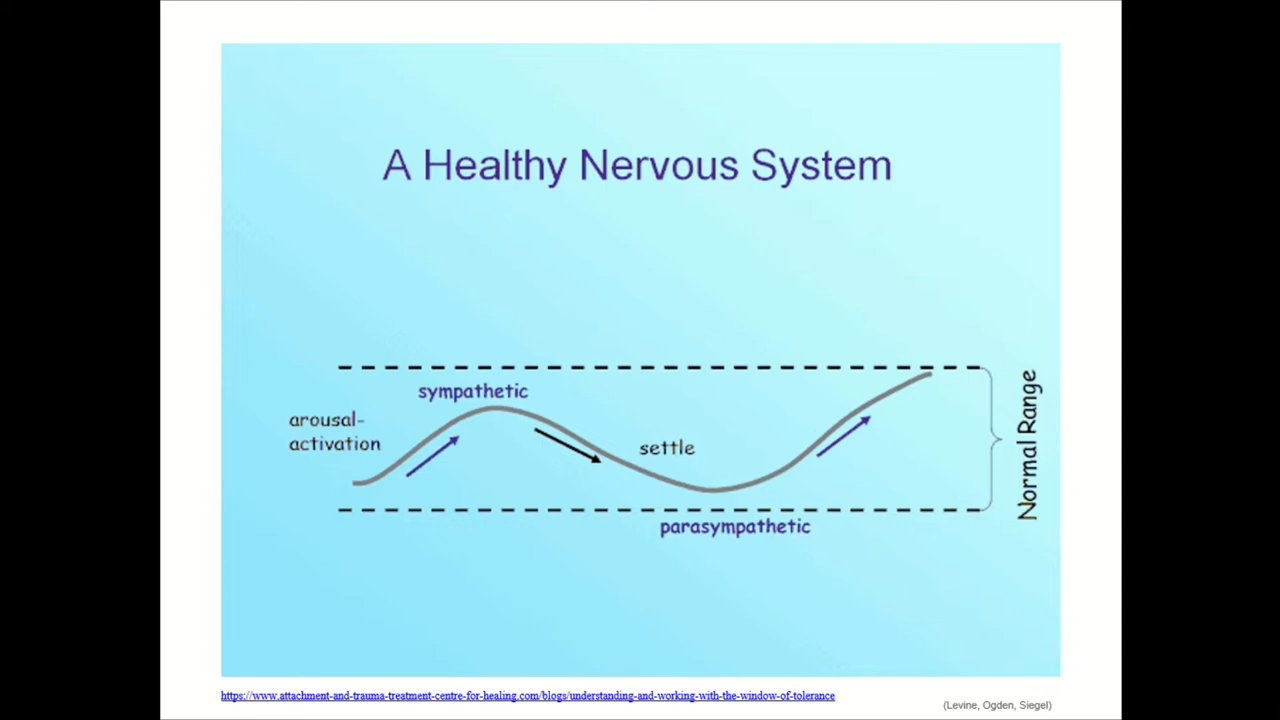 A Healthy Nervous System
sympathetic
arousal-
activation
settle
parasympathetic
Normal Range
https://www.attachment-and-trauma-treatment-centre-for-healing.com/blogs/understanding-and-working-with-the-window-of-tolerance
(Levine, Ogden, Siegel)